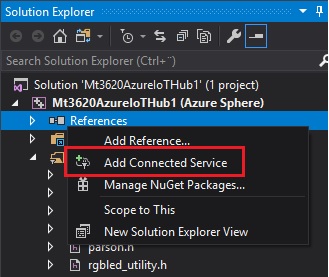 Solution Explorer
Search Solution Explorer (Ctrl+¨)
Solution 'Mt3620AzureIoTHub1' (1 project)
Mt3620AzureIoTHub1 (Azure Sphere)
References
Add Reference...
Add Connected Service
Manage NuGet Packages...
Scope to This
New Solution Explorer View
parson.h
rgbled_utility.h